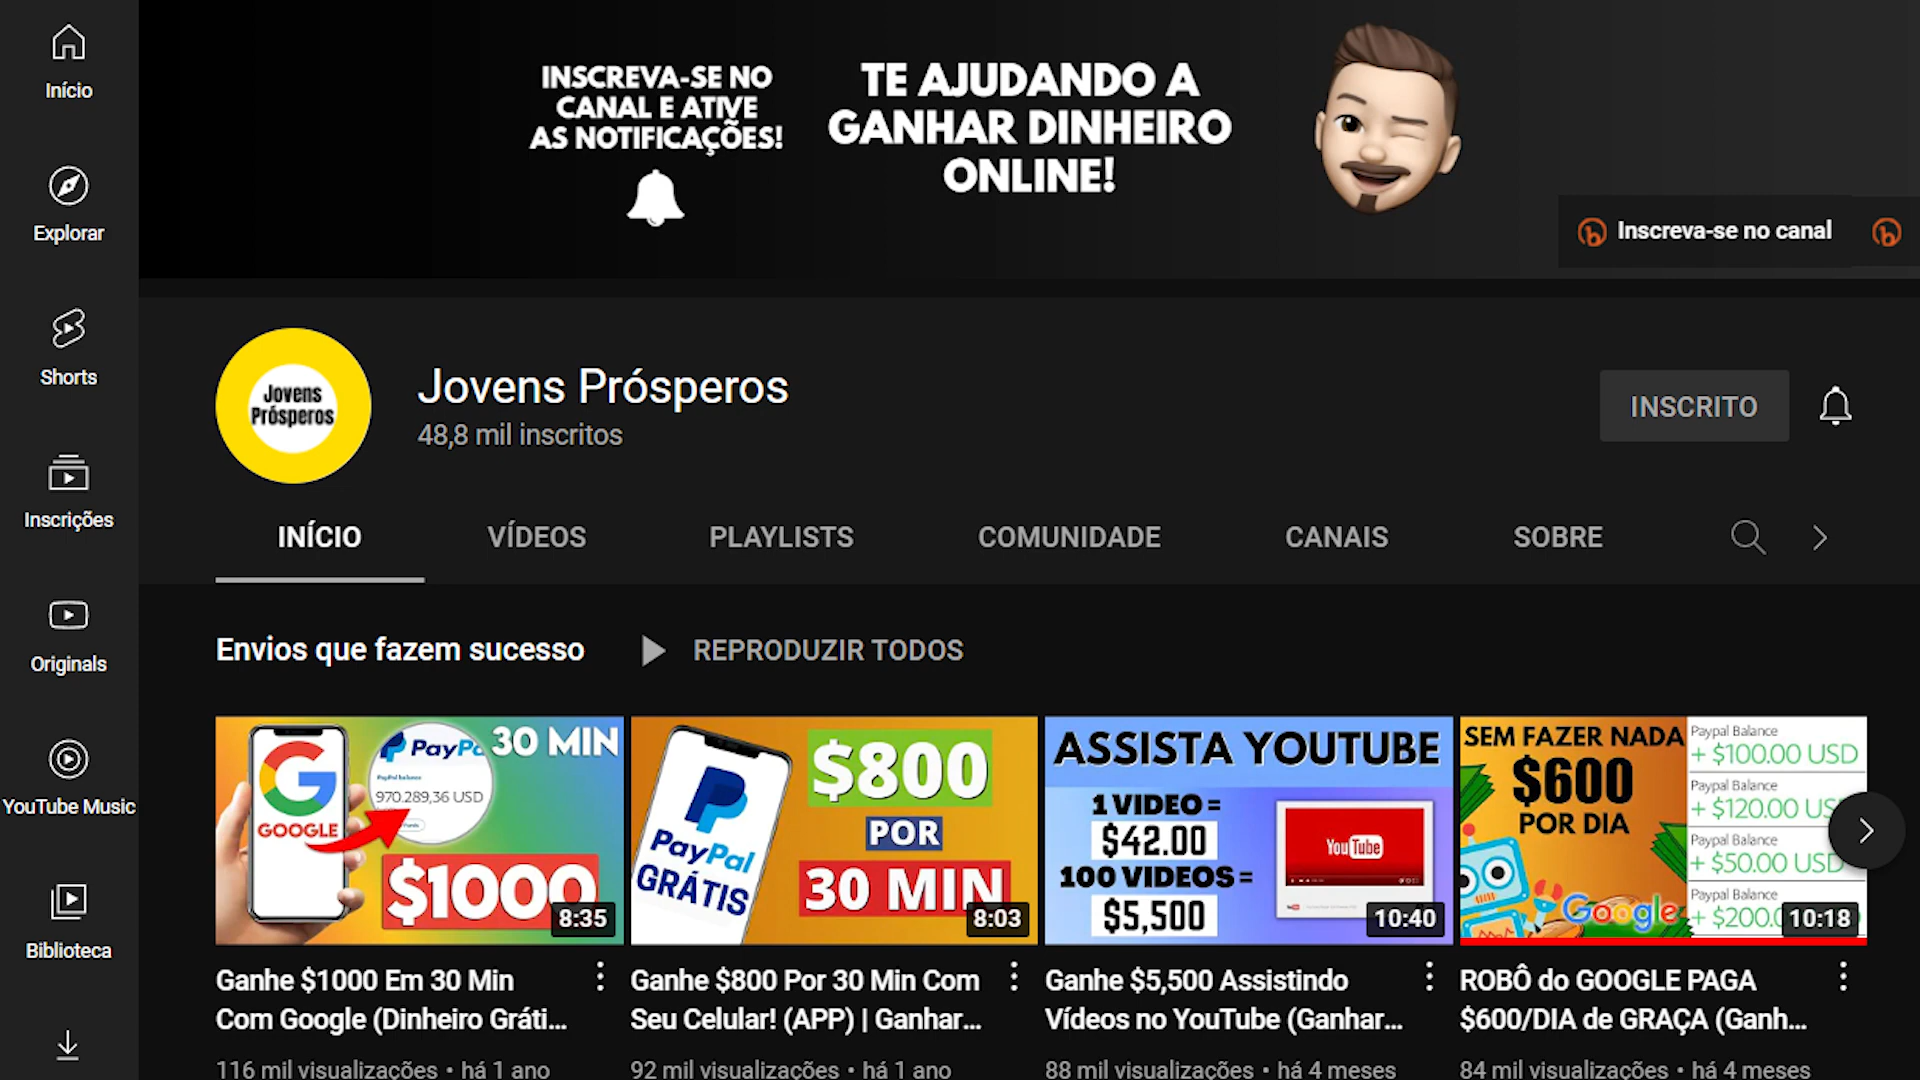 Início
Explorar
Shorts
Inscrições
Originals
YouTube Music
Biblioteca
INSCREVA-SE NO
CANAL E ATIVE
AS NOTIFICAÇÕES!
TE AJUDANDO A
GANHAR DINHEIRO
ONLINE!
Inscreva-se no canal
Jovens
Prósperos
Jovens Prósperos
48,8 mil inscritos
INSCRITO
INÍCIO
VÍDEOS
PLAYLISTS
COMUNIDADE
CANAIS
SOBRE
Envios que fazem sucesso
REPRODUZIR TODOS
GOOGLE
PayPa
PayPal balance
970.289,36 USD
30 MIN
$1000
8:35
Ganhe $1000 Em 30 Min
Com Google (Dinheiro Gráti...
116 mil visualizações • há 1 ano
PayPal
GRÁTIS
$800
POR
30 MIN
8:03
Ganhe $800 Por 30 Min Com
Seu Celular! (APP) | Ganhar...
92 mil visualizações • há 1 ano
ASSISTA YOUTUBE
1 VIDEO =
$42.00
100 VIDEOS =
$5,500
YouTube
10:40
Ganhe $5,500 Assistindo
Vídeos no YouTube (Ganhar...
88 mil visualizações • há 4 meses
SEM FAZER NADA
$600
POR DIA
Google
Paypal Balance
+ $100.00 USD
Paypal Balance
+ $120.00 US
Paypal Balance
+ $50.00 USD
Paypal Balance
+ $200.0
10:18
ROBÔ do GOOGLE PAGA
$600/DIA de GRAÇA (Ganh...
84 mil visualizações • há 4 meses